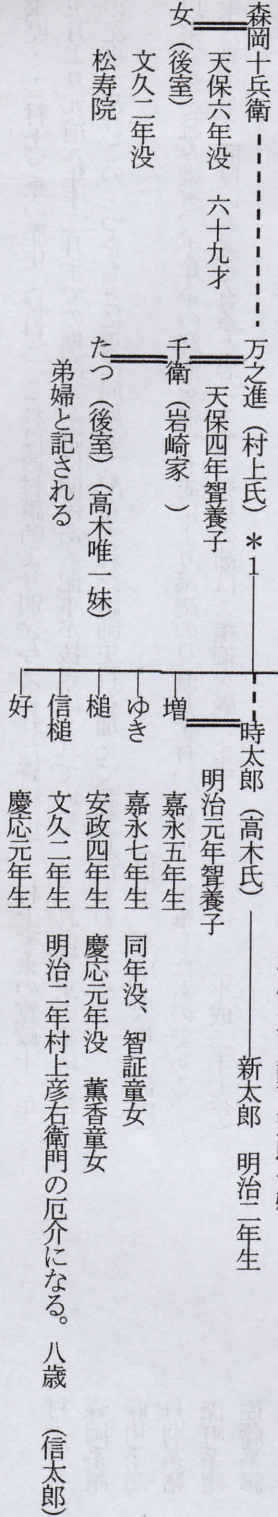 森岡十兵衛
天保六年没 六十九才
女(後室)
文久二年没
松寿院
万之進(村上氏)*1
天保四年聟養子
千衛(岩崎家 )
たつ(後室)(高木唯一妹)
弟婦と記される
時太郎(高木氏)
新太郎 明治二年生
明治元年聟養子
増 嘉永五年生
ゆき 嘉永七年生 同年没、智証童女
槌 安政四年生 慶応元年没 薫香童女
信槌 文久二年生 明治二年村上彦右衛門の厄介になる。八歳 (信太郎)
好 慶応元年生